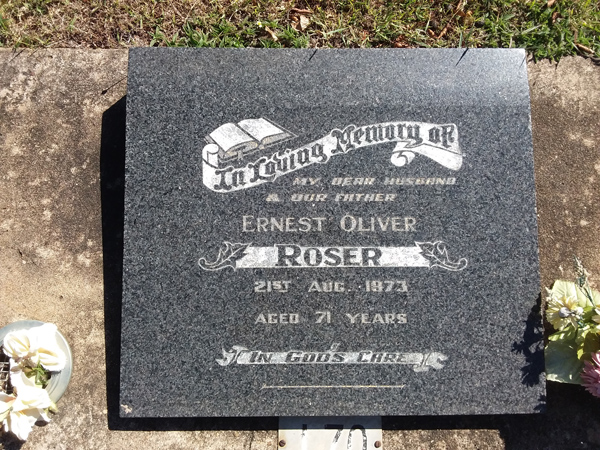 In Loving Memory of
MY DEAR HUSBAND
& OUR FATHER
ERNEST OLIVER
ROSER
21ST AUG. 1973
AGED 71 YEARS
IN GOD'S CARE